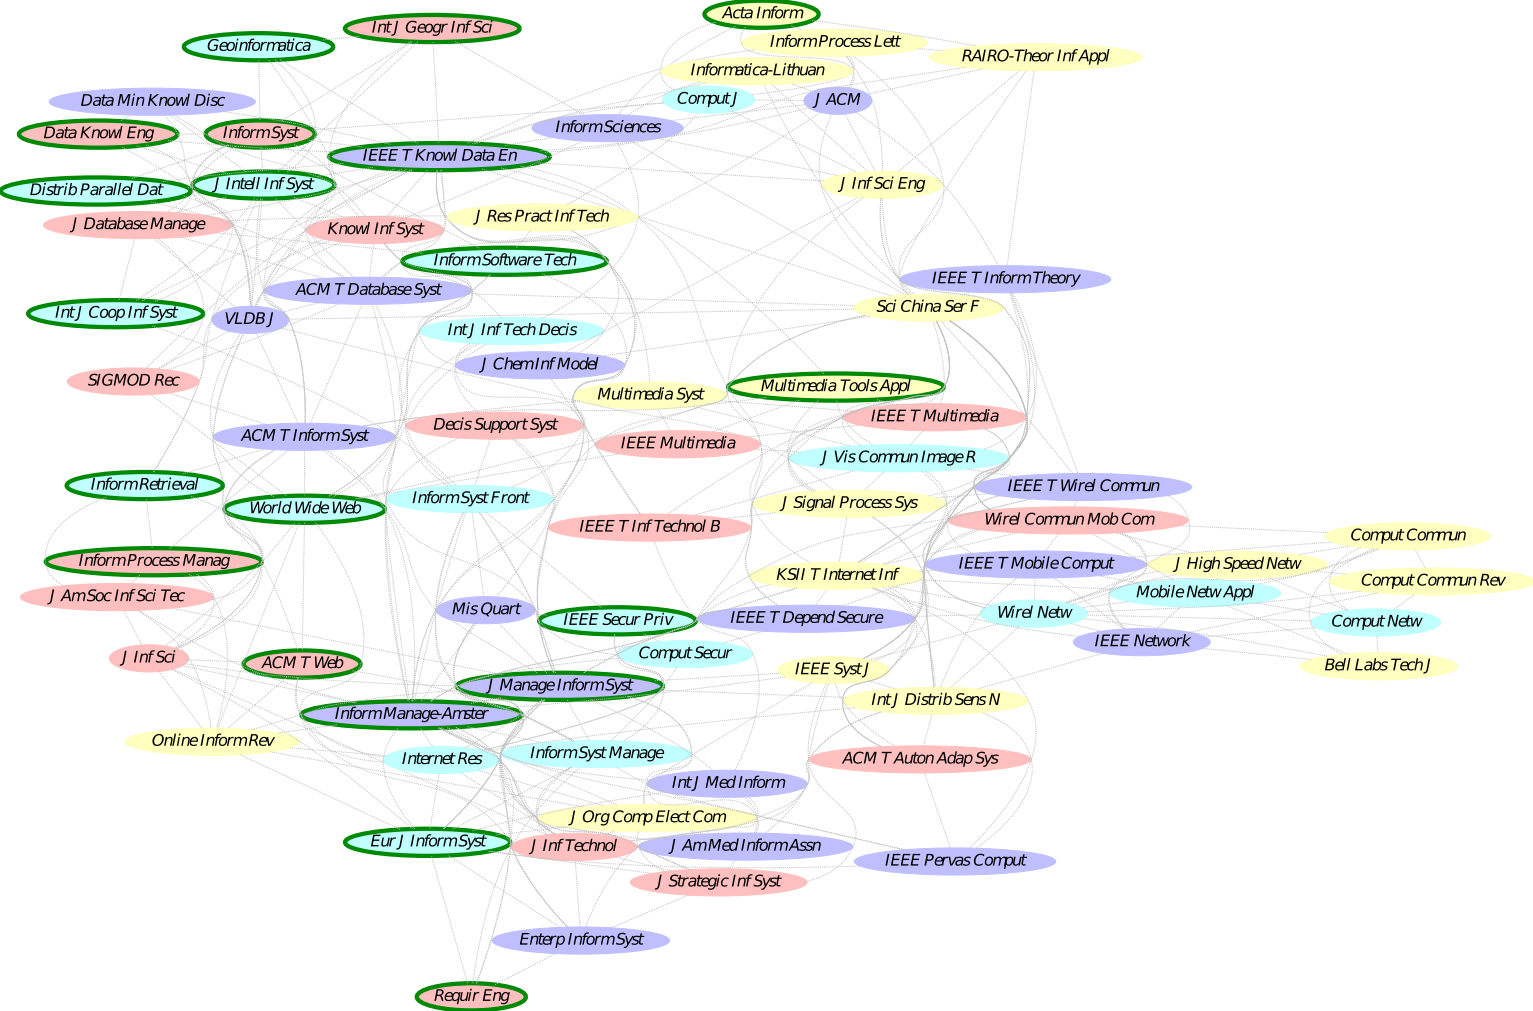 Acta Inform
Int J Geogr Inf Sci
Geoinformatica
Inform Process Lett
RAIRO-Theor Inf Appl
Informatica-Lithuan
Data Min Knowl Disc
Comput J
J ACM
Inform Sciences
Data Knowl Eng
Inform Syst
IEEE T Knowl Data En
Distrib Parallel Dat
J Intell Inf Syst
J Inf Sci Eng
J Database Manage
Knowl Inf Syst
J Res Pract Inf Tech
Inform Software Tech
IEEE T Inform Theory
ACM T Database Syst
Sci China Ser F
Int J Coop Inf Syst
VLDB J
Int J Inf Tech Decis
J Chem Inf Model
SIGMOD Rec
Multimedia Syst
Multimedia Tools Appl
IEEE T Multimedia
Decis Support Syst
ACM T Inform Syst
IEEE Multimedia
J Vis Commun Image R
Inform Retrieval
IEEE T Wirel Commun
World Wide Web
Inform Syst Front
J Signal Process Sys
IEEE T Inf Technol B
Wirel Commun Mob Com
Comput Commun
Inform Process Manag
IEEE T Mobile Comput
J High Speed Netw
KSII T Internet Inf
Comput Commun Rev
J Am Soc Inf Sci Tec
Mobile Netw Appl
Mis Quart
IEEE Secur Priv
IEEE T Depend Secure
Wirel Netw
Comput Netw
IEEE Network
J Inf Sci
ACM T Web
Comput Secur
IEEE Syst J
Bell Labs Tech J
J Manage Inform Syst
Int J Distrib Sens N
Inform Manage-Amster
Online Inform Rev
Internet Res
Inform Syst Manage
ACM T Auton Adap Sys
Int J Med Inform
J Org Comp Elect Com
Eur J Inform Syst
J Inf Technol
J Am Med Inform Assn
IEEE Pervas Comput
J Strategic Inf Syst
Enterp Inform Syst
Requir Eng